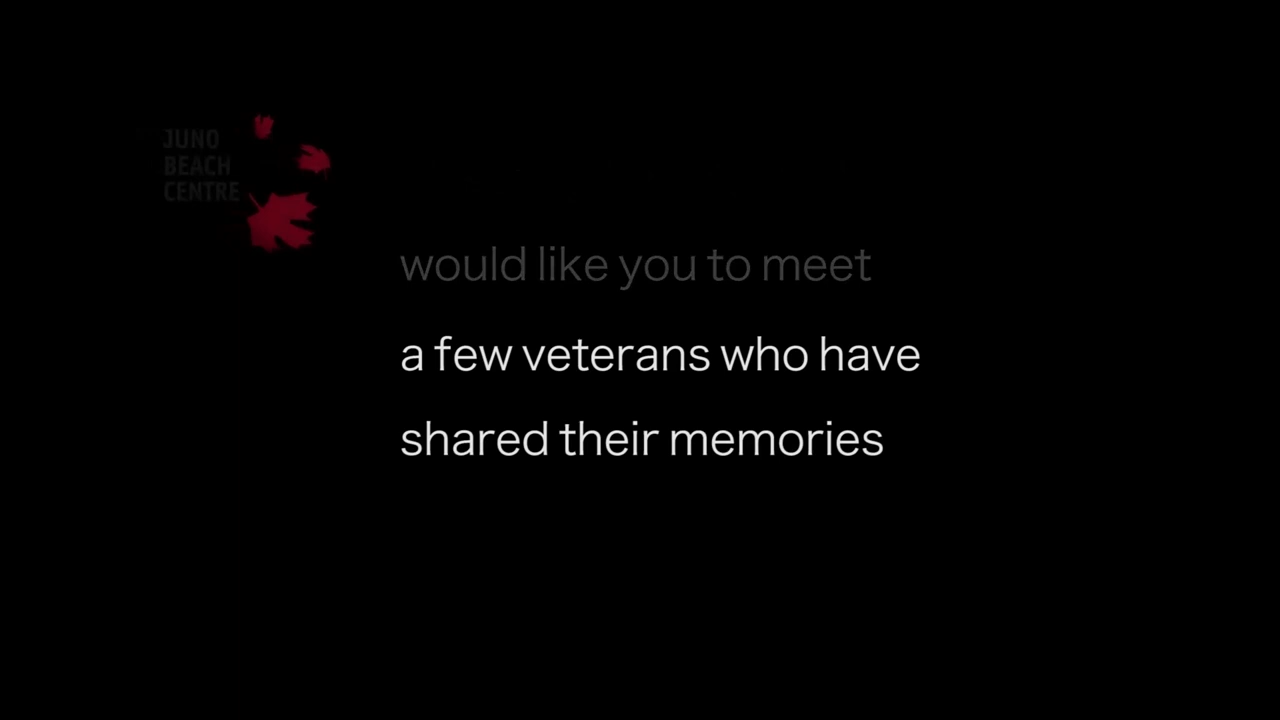 JUNO
BEACH
CENTRE
would like you to meet
a few veterans who have
shared their memories